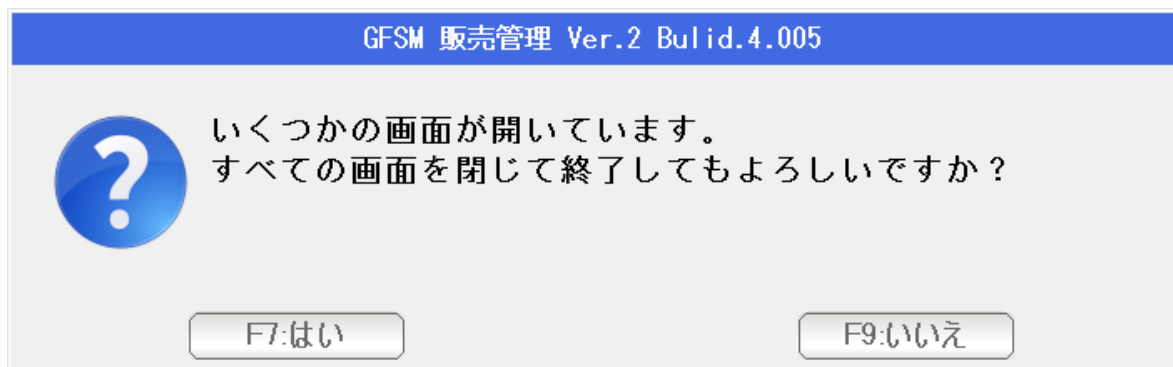 GFSM 販売管理 Ver.2 Bulid.4.005
いくつかの画面が開いています。
すべての画面を閉じて終了してもよろしいですか？
F7:はい
F9:いいえ